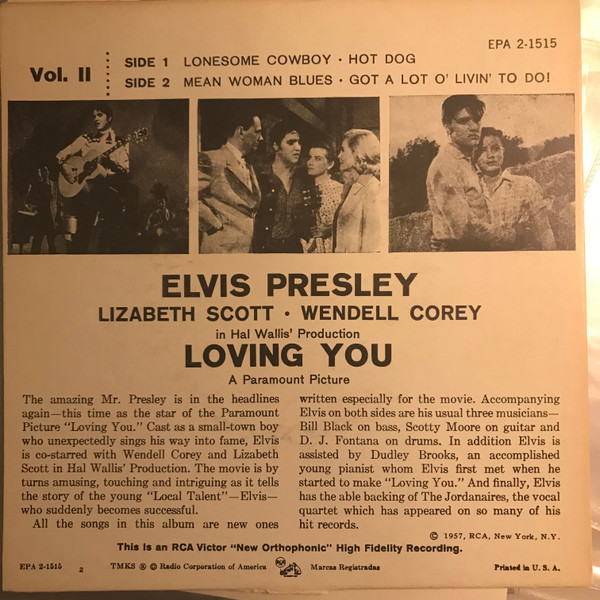 Vol. II
SIDE 1 LONESOME COWBOY · HOT DOG
SIDE 2 MEAN WOMAN BLUES · GOT A LOT O' LIVIN' TO DO!
EPA 2-1515
ELVIS PRESLEY
LIZABETH SCOTT · WENDELL COREY
in Hal Wallis' Production
LOVING YOU
A Paramount Picture
The amazing Mr. Presley is in the headlines
again—this time as the star of the Paramount
Picture "Loving You." Cast as a small-town boy
who unexpectedly sings his way into fame, Elvis
is co-starred with Wendell Corey and Lizabeth
Scott in Hal Wallis' Production. The movie is by
turns amusing, touching and intriguing as it tells
the story of the young "Local Talent"—Elvis—
who suddenly becomes successful.
All the songs in this album are new ones
written especially for the movie. Accompanying
Elvis on both sides are his usual three musicians—
Bill Black on bass, Scotty Moore on guitar and
D. J. Fontana on drums. In addition Elvis is
assisted by Dudley Brooks, an accomplished
young pianist whom Elvis first met when he
started to make "Loving You." And finally, Elvis
has the able backing of The Jordanaires, the vocal
quartet which has appeared on so many of his
hit records.
© 1957, RCA, New York, N.Y.
This is an RCA Victor "New Orthophonic" High Fidelity Recording.
EPA 2-1515 2 TMKS ® © Radio Corporation of America RCA Marcas Registradas Printed in U.S.A.